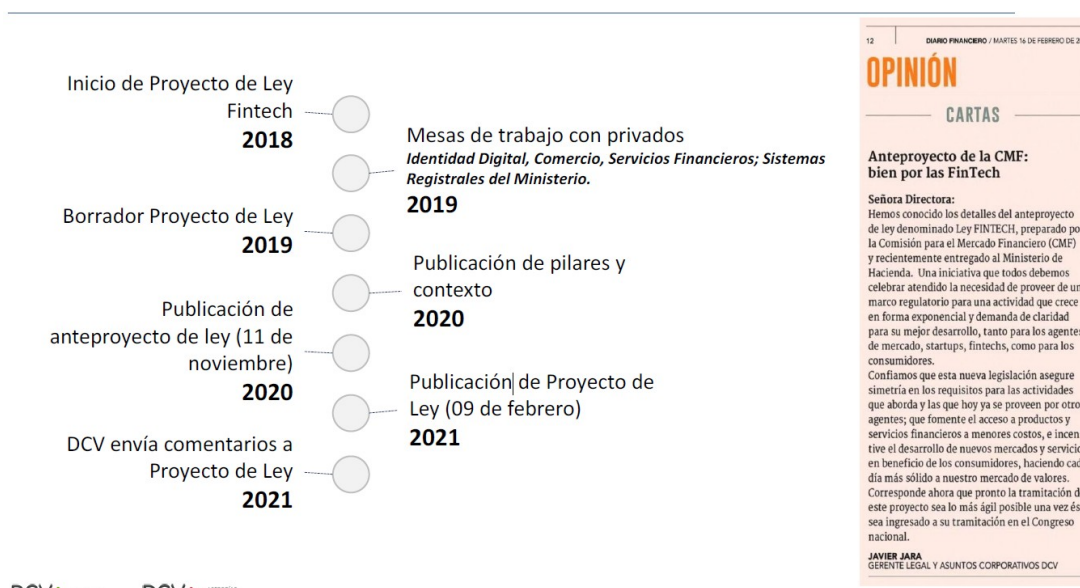 Inicio de Proyecto de Ley
Fintech
2018
Mesas de trabajo con privados
Identidad Digital, Comercio, Servicios Financieros; Sistemas
Registrales del Ministerio.
2019
Borrador Proyecto de Ley
2019
Publicación de pilares y
contexto
2020
Publicación de
anteproyecto de ley (11 de
noviembre)
2020
Publicación de Proyecto de
Ley (09 de febrero)
2021
DCV envía comentarios a
Proyecto de Ley
2021
12 DIARIO FINANCIERO / MARTES 16 DE FEBRERO DE
OPINIÓN
CARTAS
Anteproyecto de la CMF:
bien por las FinTech
Señora Directora:
Hemos conocido los detalles del anteproyecto
de ley denominado Ley FINTECH, preparado
la Comisión para el Mercado Financiero (CMF)
y recientemente entregado al Ministerio de
Hacienda. Una iniciativa que todos debemos
celebrar atendido la necesidad de proveer de
marco regulatorio para una actividad que crece
en forma exponencial y demanda de claridad
para su mejor desarrollo, tanto para los
de mercado, startups, fintechs, como para los
consumidores.
Confiamos que esta nueva legislación asegure
simetría en los requisitos para las actividades
que aborda y las que hoy ya se proveen por
agentes; que fomente el acceso a productos y
servicios financieros a menores costos, e incen
tive el desarrollo de nuevos mercados y
en beneficio de los consumidores, haciendo
día más sólido a nuestro mercado de valores.
Corresponde ahora que pronto la tramitación
este proyecto sea lo más ágil posible una vez
sea ingresado a su tramitación en el Congreso
nacional.
JAVIER JARA
GERENTE LEGAL Y ASUNTOS CORPORATIVOS DCV